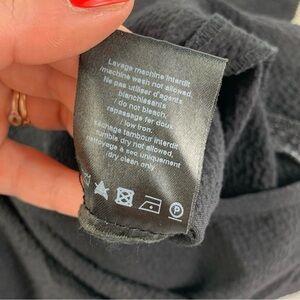 Lavage machine interdit
/machine wash not allowed.
Ne pas utiliser d'agents
blanchissants
/ do not bleach.
repassage fer doux
/ low iron.
séchage tambour interdit
tumble dry not allowed.
nettoyage à sec uniquement
/dry clean only
P